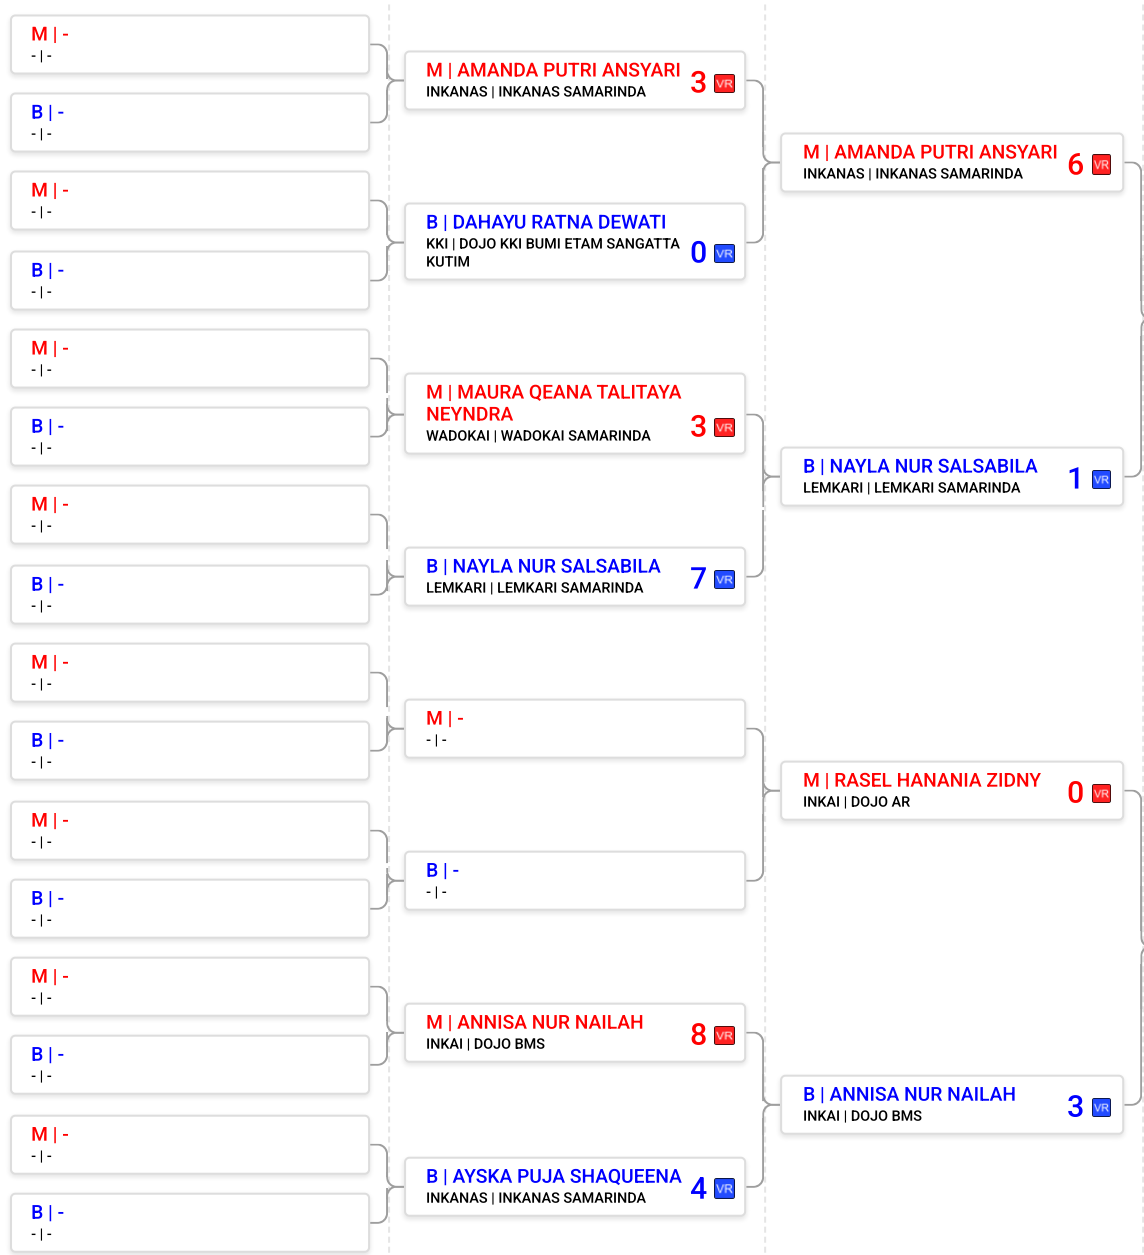 M | -
- | -
B | -
- | -
M | -
- | -
B | -
- | -
M | -
- | -
B | -
- | -
M | -
- | -
B | -
- | -
M | -
- | -
B | -
- | -
M | -
- | -
B | -
- | -
M | -
- | -
B | -
- | -
M | -
- | -
B | -
- | -
M | AMANDA PUTRI ANSYARI
INKANAS | INKANAS SAMARINDA
3 VR
B | DAHAYU RATNA DEWATI
KKI | DOJO KKI BUMI ETAM SANGATTA
KUTIM
0 VR
M | MAURA QEANA TALITAYA
NEYNDRA
WADOKAI | WADOKAI SAMARINDA
3 VR
B | NAYLA NUR SALSABILA
LEMKARI | LEMKARI SAMARINDA
7 VR
M | -
- | -
B | -
- | -
M | ANNISA NUR NAILAH
INKAI | DOJO BMS
8 VR
B | AYSKA PUJA SHAQUEENA
INKANAS | INKANAS SAMARINDA
4 VR
M | AMANDA PUTRI ANSYARI
INKANAS | INKANAS SAMARINDA
6 VR
B | NAYLA NUR SALSABILA
LEMKARI | LEMKARI SAMARINDA
1 VR
M | RASEL HANANIA ZIDNY
INKAI | DOJO AR
0 VR
B | ANNISA NUR NAILAH
INKAI | DOJO BMS
3 VR